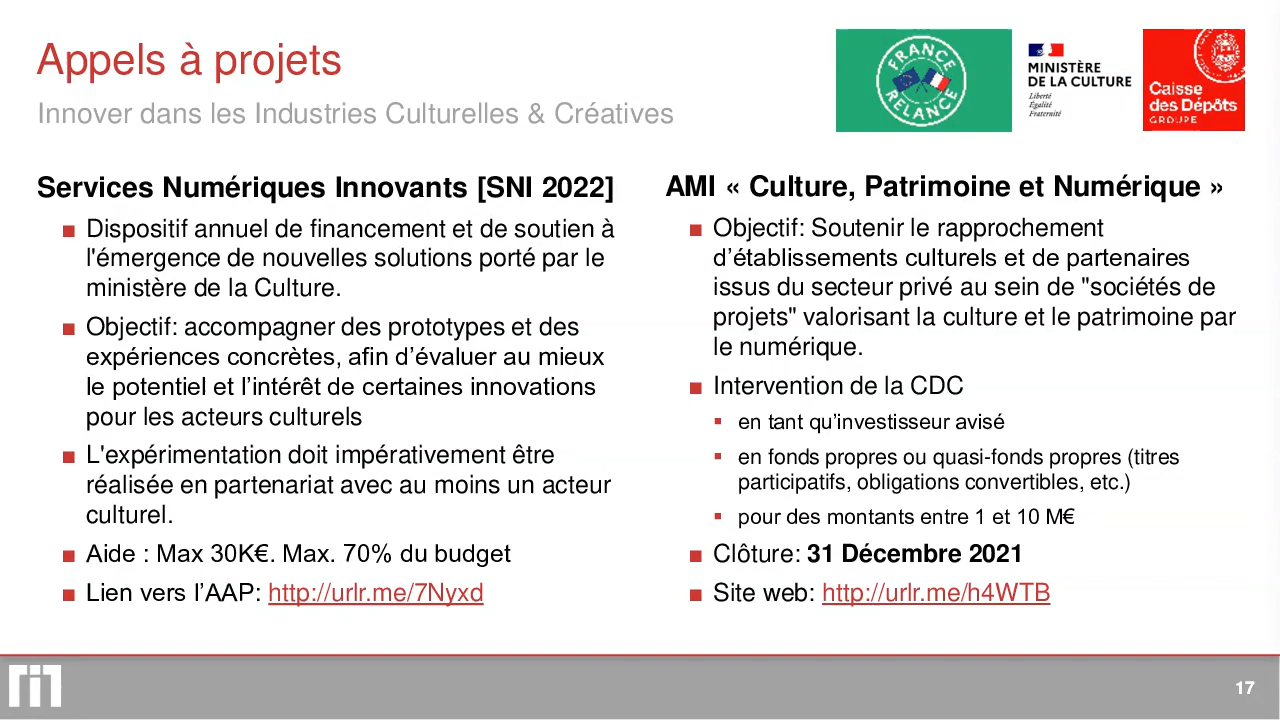 Appels à projets
Innover dans les Industries Culturelles & Créatives
FRANCE
RELANCE
MINISTÈRE
DE LA CULTURE
Liberté
Égalité
Fraternité
Caisse
des Dépôts
GROUPE
Services Numériques Innovants [SNI 2022]
■ Dispositif annuel de financement et de soutien à
l'émergence de nouvelles solutions porté par le
ministère de la Culture.
■ Objectif: accompagner des prototypes et des
expériences concrètes, afin d’évaluer au mieux
le potentiel et l’intérêt de certaines innovations
pour les acteurs culturels
■ L'expérimentation doit impérativement être
réalisée en partenariat avec au moins un acteur
culturel.
■ Aide : Max 30K€. Max. 70% du budget
■ Lien vers l’AAP: http://urlr.me/7Nyxd
AMI « Culture, Patrimoine et Numérique »
■ Objectif: Soutenir le rapprochement
d’établissements culturels et de partenaires
issus du secteur privé au sein de "sociétés de
projets" valorisant la culture et le patrimoine par
le numérique.
■ Intervention de la CDC
▪ en tant qu’investisseur avisé
▪ en fonds propres ou quasi-fonds propres (titres
participatifs, obligations convertibles, etc.)
▪ pour des montants entre 1 et 10 M€
■ Clôture: 31 Décembre 2021
■ Site web: http://urlr.me/h4WTB
17